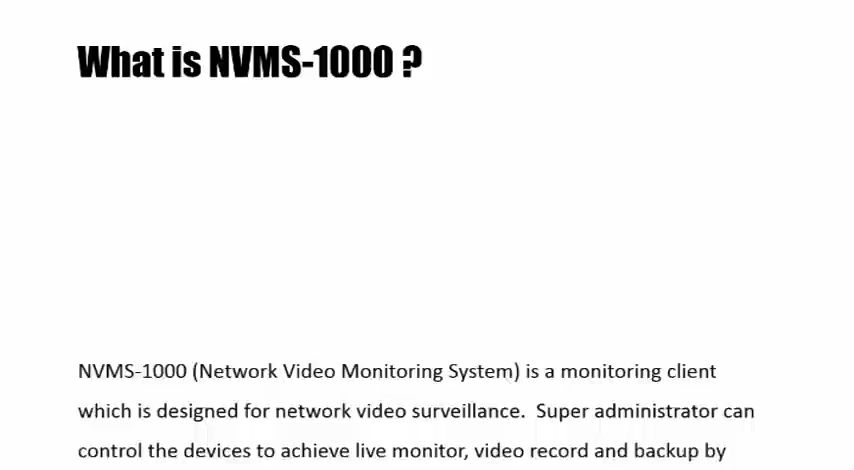 What is NVMS-1000 ?
NVMS-1000 (Network Video Monitoring System) is a monitoring client
which is designed for network video surveillance.  Super administrator can
control the devices to achieve live monitor, video record and backup by